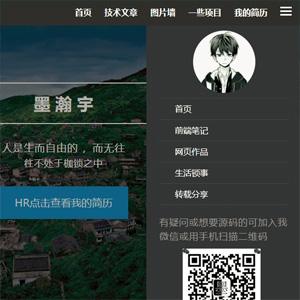 首页 技术文章 图片墙 一些项目 我的简历
墨瀚宇
人是生而自由的，而无往
往不处于枷锁之中
HR点击查看我的简历
首页
前端笔记
网页作品
生活锁事
转载分享
有疑问或想要源码的可加入我
微信或用手机扫描二维码